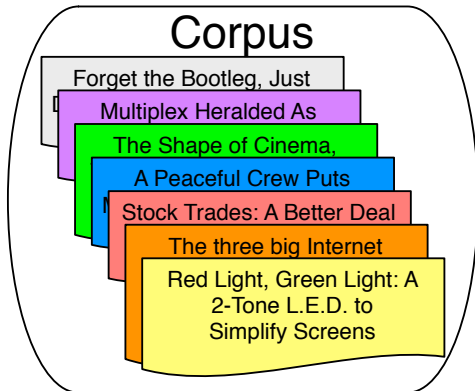 Corpus
Forget the Bootleg, Just
Multiplex Heralded As
The Shape of Cinema,
A Peaceful Crew Puts
Stock Trades: A Better Deal
The three big Internet
Red Light, Green Light: A
2-Tone L.E.D. to
Simplify Screens